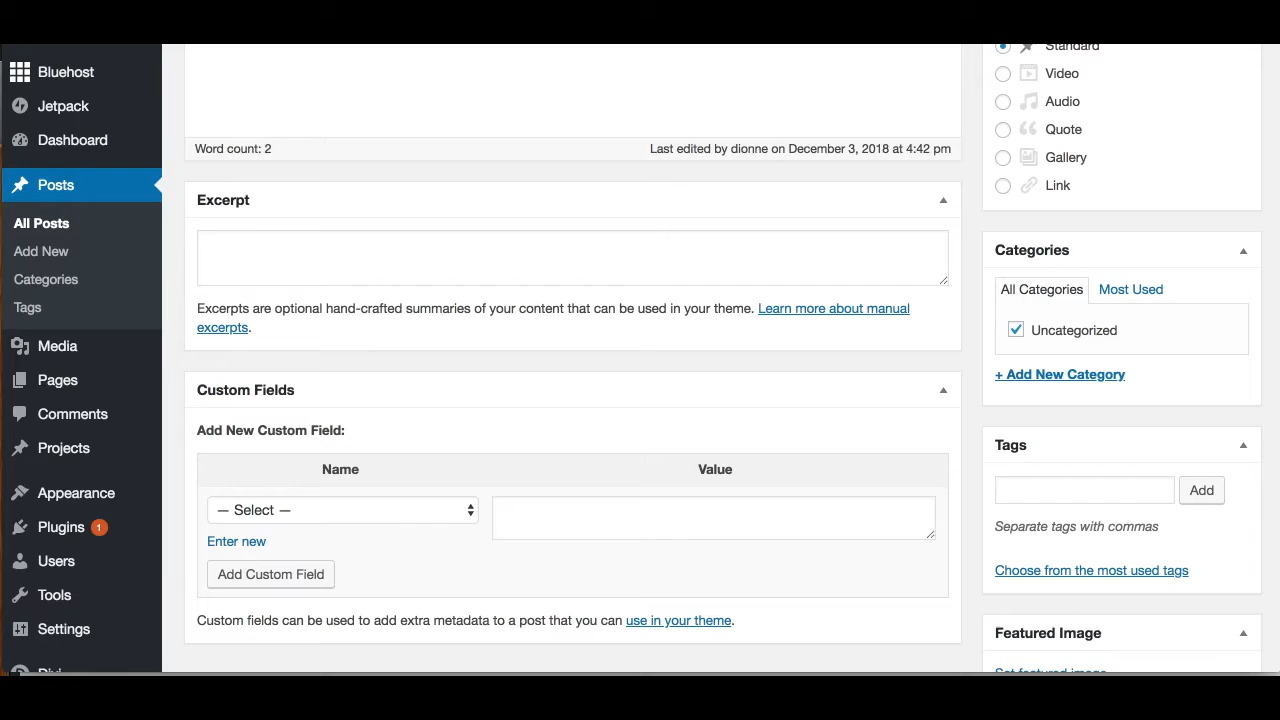 Bluehost
Jetpack
Dashboard
Posts
All Posts
Add New
Categories
Tags
Media
Pages
Comments
Projects
Appearance
Plugins 1
Users
Tools
Settings
Divi
Word count: 2
Last edited by dionne on December 3, 2018 at 4:42 pm
Excerpt
Excerpts are optional hand-crafted summaries of your content that can be used in your theme. Learn more about manual
excerpts.
Custom Fields
Add New Custom Field:
Name
Value
— Select —
Enter new
Add Custom Field
Custom fields can be used to add extra metadata to a post that you can use in your theme.
Standard
Video
Audio
Quote
Gallery
Link
Categories
All Categories
Most Used
Uncategorized
+ Add New Category
Tags
Add
Separate tags with commas
Choose from the most used tags
Featured Image
Set featured image